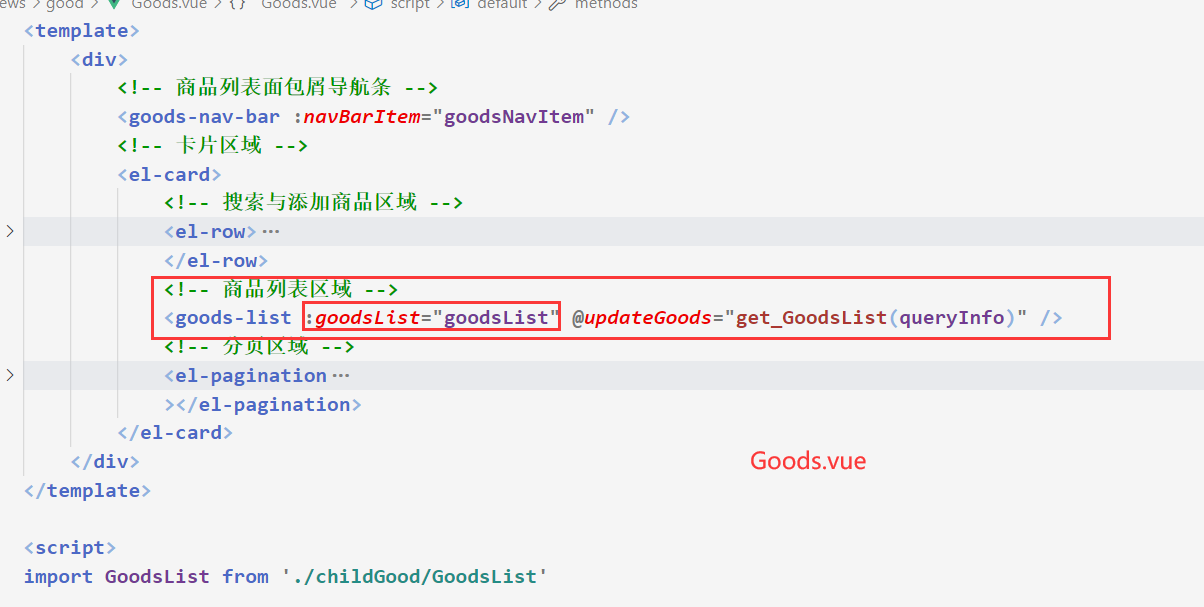 ews > good > Goods.vue > {} Goods.vue > script > default > methods
<template>
<div>
<!-- 商品列表面包屑导航条 -->
<goods-nav-bar :navBarItem="goodsNavItem" />
<!-- 卡片区域 -->
<el-card>
<!-- 搜索与添加商品区域 -->
<el-row>···
</el-row>
<!-- 商品列表区域 -->
<goods-list :goodsList="goodsList" @updateGoods="get_GoodsList(queryInfo)" />
<!-- 分页区域 -->
<el-pagination···
></el-pagination>
</el-card>
</div>
Goods.vue
</template>
<script>
import GoodsList from './childGood/GoodsList'